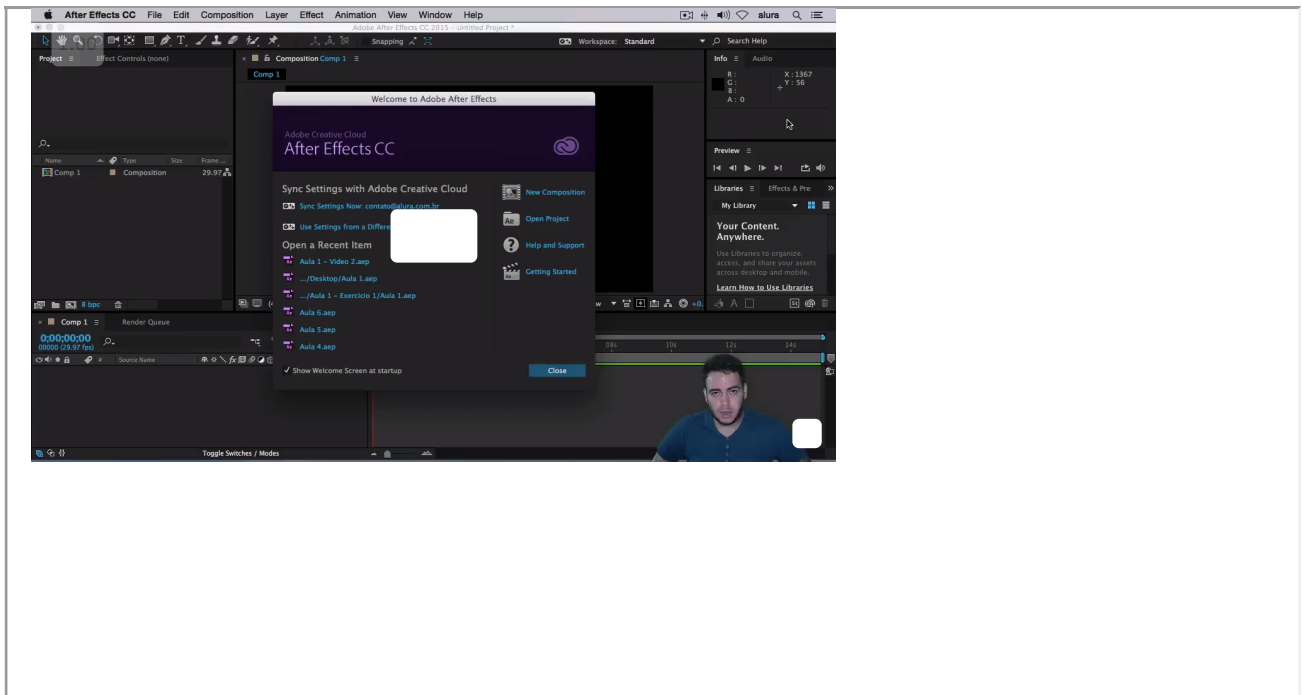 After Effects CC File Edit Composition Layer Effect Animation View Window Help alura
Adobe After Effects CC 2015 - Untitled Project *
Snapping Workspace: Standard Search Help
Project Effect Controls (none) Composition Comp 1 Info Audio
Comp 1
R: X: 1367
G: Y: 56
B:
A: 0
Welcome to Adobe After Effects
Adobe Creative Cloud
After Effects CC
Preview
Name Type Size Frame ...
Comp 1 Composition 29.97
Sync Settings with Adobe Creative Cloud
Sync Settings Now: contato@alura.com.br
Use Settings from a Differe
Open a Recent Item
Aula 1 - Video 2.aep
.../Desktop/Aula 1.aep
.../Aula 1 - Exercicio 1/Aula 1.aep
Aula 6.aep
Aula 5.aep
Aula 4.aep
Show Welcome Screen at startup
New Composition
Open Project
Help and Support
Getting Started
Close
Libraries Effects & Pre
My Library
Your Content.
Anywhere.
Use Libraries to organize,
access, and share your assets
across desktop and mobile.
Learn How to Use Libraries
8 bpc +0.
Comp 1 Render Queue
0;00;00;00
00000 (29.97 fps)
08s 10s 12s 14s
# Source Name
Toggle Switches / Modes